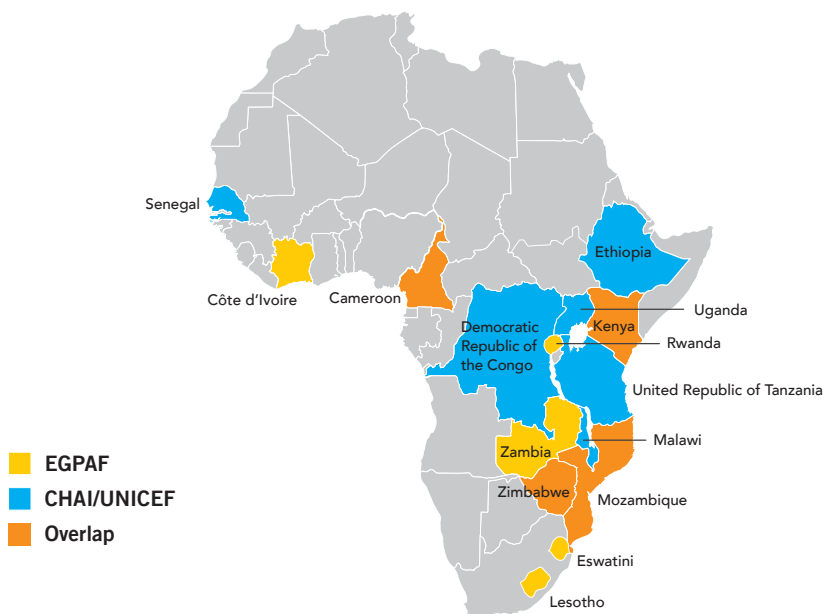 Senegal
Ethiopia
Côte d'Ivoire
Cameroon
Uganda
Kenya
Democratic
Republic of
the Congo
Rwanda
United Republic of Tanzania
Malawi
Zambia
EGPAF
Zimbabwe
CHAI/UNICEF
Mozambique
Overlap
Eswatini
Lesotho